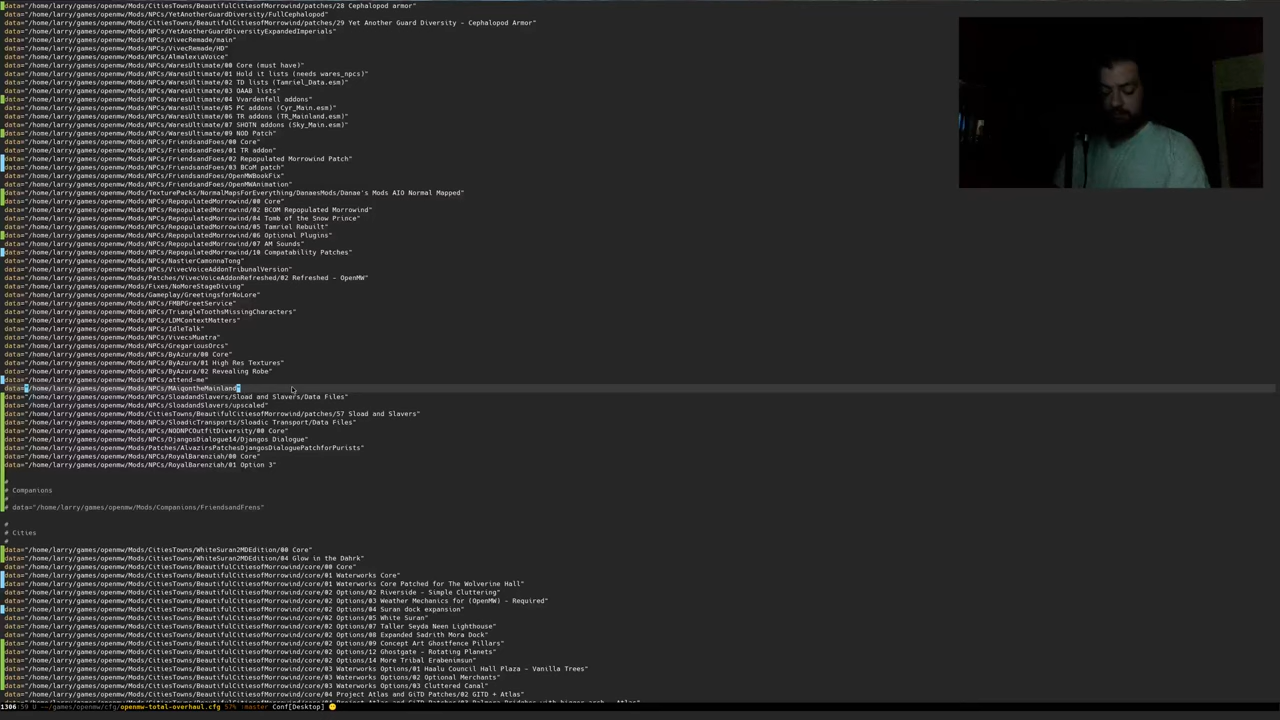 data="/home/larry/games/openmw/Mods/CitiesTowns/BeautifulCitiesofMorrowind/patches/28 Cephalopod armor"
data="/home/larry/games/openmw/Mods/NPCs/YetAnotherGuardDiversity/FullCephalopod"
data="/home/larry/games/openmw/Mods/CitiesTowns/BeautifulCitiesofMorrowind/patches/29 Yet Another Guard Diversity - Cephalopod Armor"
data="/home/larry/games/openmw/Mods/NPCs/YetAnotherGuardDiversityExpandedImperials"
data="/home/larry/games/openmw/Mods/NPCs/VivecRemade/main"
data="/home/larry/games/openmw/Mods/NPCs/VivecRemade/HD"
data="/home/larry/games/openmw/Mods/NPCs/AlmalexiaVoice"
data="/home/larry/games/openmw/Mods/NPCs/WaresUltimate/00 Core (must have)"
data="/home/larry/games/openmw/Mods/NPCs/WaresUltimate/01 Hold it lists (needs wares_npcs)"
data="/home/larry/games/openmw/Mods/NPCs/WaresUltimate/02 TD lists (Tamriel_Data.esm)"
data="/home/larry/games/openmw/Mods/NPCs/WaresUltimate/03 OAAB lists"
data="/home/larry/games/openmw/Mods/NPCs/WaresUltimate/04 Vvardenfell addons"
data="/home/larry/games/openmw/Mods/NPCs/WaresUltimate/05 PC addons (Cyr_Main.esm)"
data="/home/larry/games/openmw/Mods/NPCs/WaresUltimate/06 TR addons (TR_Mainland.esm)"
data="/home/larry/games/openmw/Mods/NPCs/WaresUltimate/07 SHOTN addons (Sky_Main.esm)"
data="/home/larry/games/openmw/Mods/NPCs/WaresUltimate/09 NOD Patch"
data="/home/larry/games/openmw/Mods/NPCs/FriendsandFoes/00 Core"
data="/home/larry/games/openmw/Mods/NPCs/FriendsandFoes/01 TR addon"
data="/home/larry/games/openmw/Mods/NPCs/FriendsandFoes/02 Repopulated Morrowind Patch"
data="/home/larry/games/openmw/Mods/NPCs/FriendsandFoes/03 BCoM patch"
data="/home/larry/games/openmw/Mods/NPCs/FriendsandFoes/OpenMWBookFix"
data="/home/larry/games/openmw/Mods/NPCs/FriendsandFoes/OpenMWAnimation"
data="/home/larry/games/openmw/Mods/TexturePacks/NormalMapsForEverything/DanaesMods/Danae's Mods AIO Normal Mapped"
data="/home/larry/games/openmw/Mods/NPCs/RepopulatedMorrowind/00 Core"
data="/home/larry/games/openmw/Mods/NPCs/RepopulatedMorrowind/02 BCOM Repopulated Morrowind"
data="/home/larry/games/openmw/Mods/NPCs/RepopulatedMorrowind/04 Tomb of the Snow Prince"
data="/home/larry/games/openmw/Mods/NPCs/RepopulatedMorrowind/05 Tamriel Rebuilt"
data="/home/larry/games/openmw/Mods/NPCs/RepopulatedMorrowind/06 Optional Plugins"
data="/home/larry/games/openmw/Mods/NPCs/RepopulatedMorrowind/07 AM Sounds"
data="/home/larry/games/openmw/Mods/NPCs/RepopulatedMorrowind/10 Compatability Patches"
data="/home/larry/games/openmw/Mods/NPCs/NastierCamonnaTong"
data="/home/larry/games/openmw/Mods/NPCs/VivecVoiceAddonTribunalVersion"
data="/home/larry/games/openmw/Mods/Patches/VivecVoiceAddonRefreshed/02 Refreshed - OpenMW"
data="/home/larry/games/openmw/Mods/Fixes/NoMoreStageDiving"
data="/home/larry/games/openmw/Mods/Gameplay/GreetingsforNoLore"
data="/home/larry/games/openmw/Mods/NPCs/FMBPGreetService"
data="/home/larry/games/openmw/Mods/NPCs/TriangleToothsMissingCharacters"
data="/home/larry/games/openmw/Mods/NPCs/LDMContextMatters"
data="/home/larry/games/openmw/Mods/NPCs/IdleTalk"
data="/home/larry/games/openmw/Mods/NPCs/VivecsMuatra"
data="/home/larry/games/openmw/Mods/NPCs/GregariousOrcs"
data="/home/larry/games/openmw/Mods/NPCs/ByAzura/00 Core"
data="/home/larry/games/openmw/Mods/NPCs/ByAzura/01 High Res Textures"
data="/home/larry/games/openmw/Mods/NPCs/ByAzura/02 Revealing Robe"
data="/home/larry/games/openmw/Mods/NPCs/attend-me"
data="/home/larry/games/openmw/Mods/NPCs/MAiqontheMainland"
data="/home/larry/games/openmw/Mods/NPCs/SloadandSlavers/Sload and Slavers/Data Files"
data="/home/larry/games/openmw/Mods/NPCs/SloadandSlavers/upscaled"
data="/home/larry/games/openmw/Mods/CitiesTowns/BeautifulCitiesofMorrowind/patches/57 Sload and Slavers"
data="/home/larry/games/openmw/Mods/NPCs/SloadicTransports/Sloadic Transport/Data Files"
data="/home/larry/games/openmw/Mods/NPCs/NODNPCOutfitDiversity/00 Core"
data="/home/larry/games/openmw/Mods/NPCs/DjangosDialogue14/Djangos Dialogue"
data="/home/larry/games/openmw/Mods/Patches/AlvazirsPatchesDjangosDialoguePatchforPurists"
data="/home/larry/games/openmw/Mods/NPCs/RoyalBarenziah/00 Core"
data="/home/larry/games/openmw/Mods/NPCs/RoyalBarenziah/01 Option 3"
#
# Companions
#
# data="/home/larry/games/openmw/Mods/Companions/FriendsandFrens"
#
# Cities
#
data="/home/larry/games/openmw/Mods/CitiesTowns/WhiteSuran2MDEdition/00 Core"
data="/home/larry/games/openmw/Mods/CitiesTowns/WhiteSuran2MDEdition/04 Glow in the Dahrk"
data="/home/larry/games/openmw/Mods/CitiesTowns/BeautifulCitiesofMorrowind/core/00 Core"
data="/home/larry/games/openmw/Mods/CitiesTowns/BeautifulCitiesofMorrowind/core/01 Waterworks Core"
data="/home/larry/games/openmw/Mods/CitiesTowns/BeautifulCitiesofMorrowind/core/01 Waterworks Core Patched for The Wolverine Hall"
data="/home/larry/games/openmw/Mods/CitiesTowns/BeautifulCitiesofMorrowind/core/02 Options/02 Riverside - Simple Cluttering"
data="/home/larry/games/openmw/Mods/CitiesTowns/BeautifulCitiesofMorrowind/core/02 Options/03 Weather Mechanics for (OpenMW) - Required"
data="/home/larry/games/openmw/Mods/CitiesTowns/BeautifulCitiesofMorrowind/core/02 Options/04 Suran dock expansion"
data="/home/larry/games/openmw/Mods/CitiesTowns/BeautifulCitiesofMorrowind/core/02 Options/05 White Suran"
data="/home/larry/games/openmw/Mods/CitiesTowns/BeautifulCitiesofMorrowind/core/02 Options/07 Taller Seyda Neen Lighthouse"
data="/home/larry/games/openmw/Mods/CitiesTowns/BeautifulCitiesofMorrowind/core/02 Options/08 Expanded Sadrith Mora Dock"
data="/home/larry/games/openmw/Mods/CitiesTowns/BeautifulCitiesofMorrowind/core/02 Options/09 Concept Art Ghostfence Pillars"
data="/home/larry/games/openmw/Mods/CitiesTowns/BeautifulCitiesofMorrowind/core/02 Options/12 Ghostgate - Rotating Planets"
data="/home/larry/games/openmw/Mods/CitiesTowns/BeautifulCitiesofMorrowind/core/02 Options/14 More Tribal Erabenimsun"
data="/home/larry/games/openmw/Mods/CitiesTowns/BeautifulCitiesofMorrowind/core/03 Waterworks Options/01 Haalu Council Hall Plaza - Vanilla Trees"
data="/home/larry/games/openmw/Mods/CitiesTowns/BeautifulCitiesofMorrowind/core/03 Waterworks Options/02 Optional Merchants"
data="/home/larry/games/openmw/Mods/CitiesTowns/BeautifulCitiesofMorrowind/core/03 Waterworks Options/03 Cluttered Canal"
data="/home/larry/games/openmw/Mods/CitiesTowns/BeautifulCitiesofMorrowind/core/04 Project Atlas and GiTD Patches/02 GITD + Atlas"
1306:59 U ~/games/openmw/cfg/openmw-total-overhaul.cfg 57% :master Conf[Desktop]